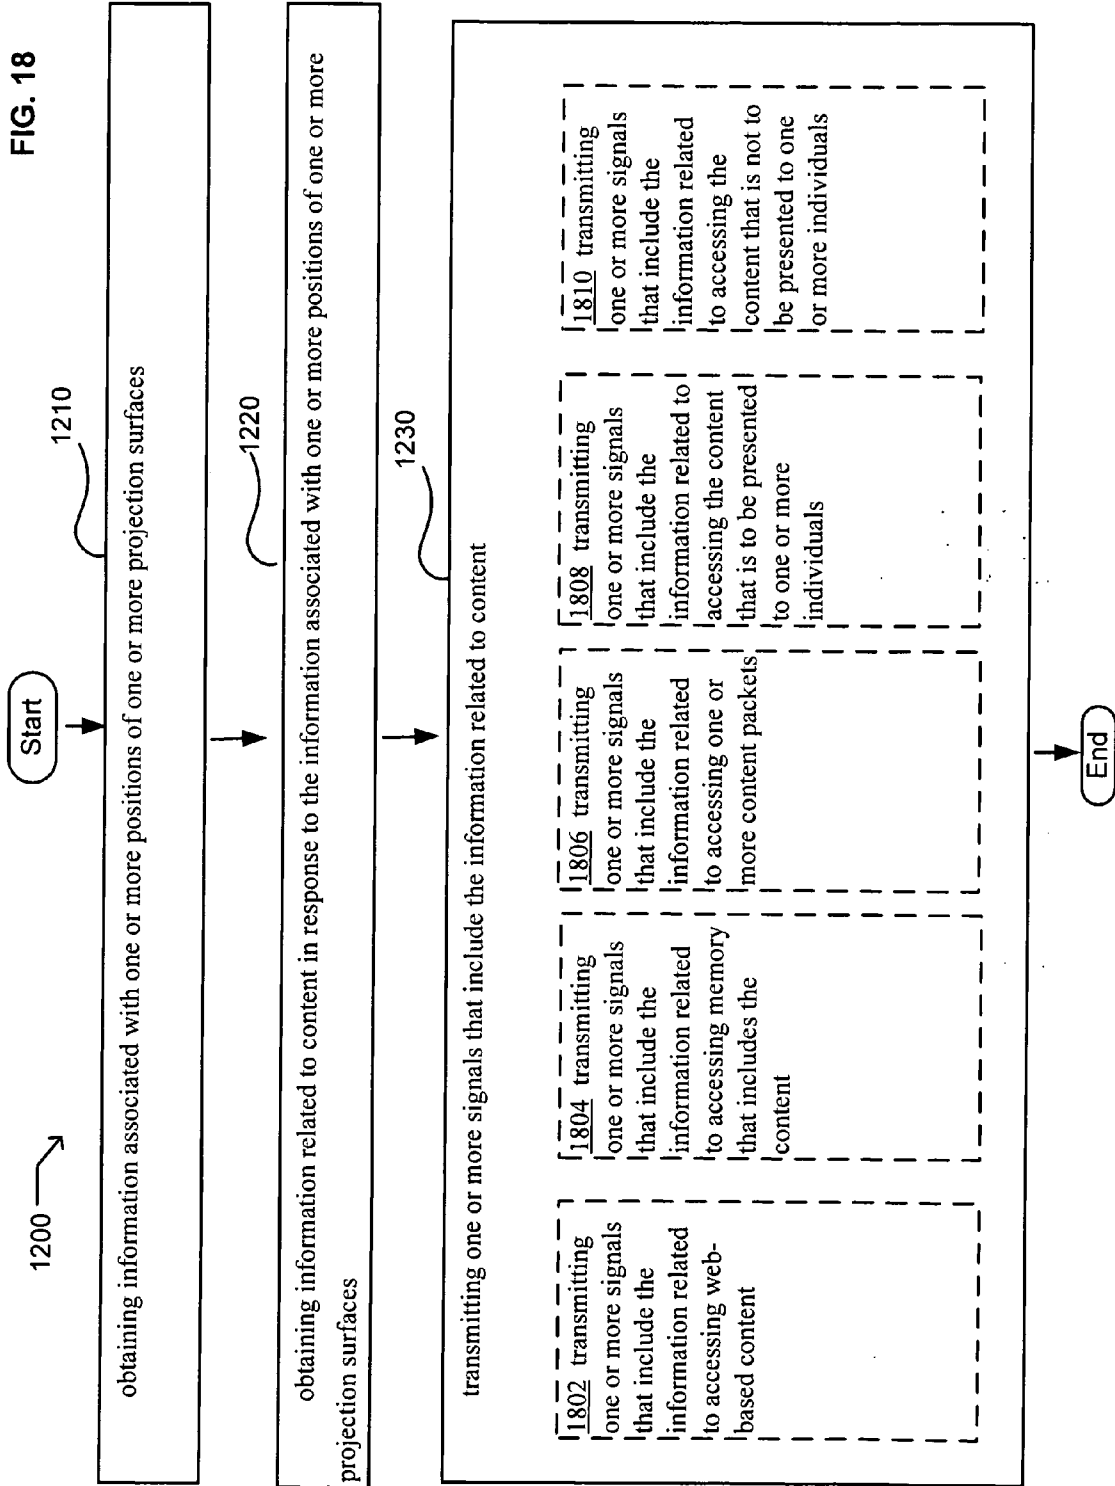 FIG. 18
1200
Start
1210
obtaining information associated with one or more positions of one or more projection surfaces
1220
obtaining information related to content in response to the information associated with one or more positions of one or more
projection surfaces
1230
transmitting one or more signals that include the information related to content
1802 transmitting
one or more signals
that include the
information related
to accessing web-
based content
1804 transmitting
one or more signals
that include the
information related
to accessing memory
that includes the
content
1806 transmitting
one or more signals
that include the
information related
to accessing one or
more content packets
1808 transmitting
one or more signals
that include the
information related to
accessing the content
that is to be presented
to one or more
individuals
1810 transmitting
one or more signals
that include the
information related
to accessing the
content that is not to
be presented to one
or more individuals
End